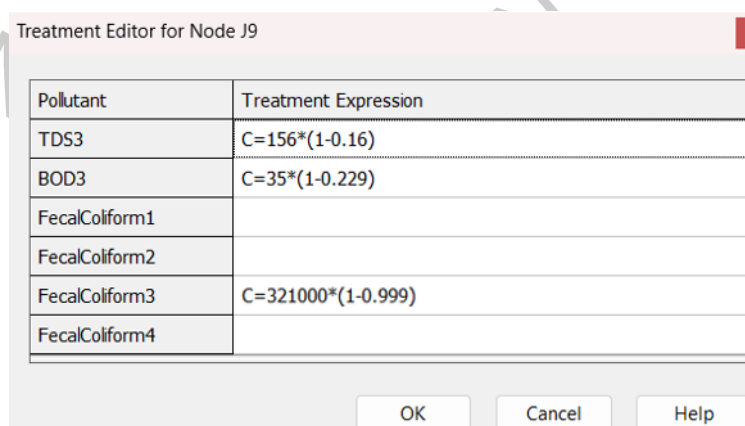 Treatment Editor for Node J9
Pollutant Treatment Expression
TDS3 C=156*(1-0.16)
BOD3 C=35*(1-0.229)
FecalColiform1
FecalColiform2
FecalColiform3 C=321000*(1-0.999)
FecalColiform4
OK Cancel Help